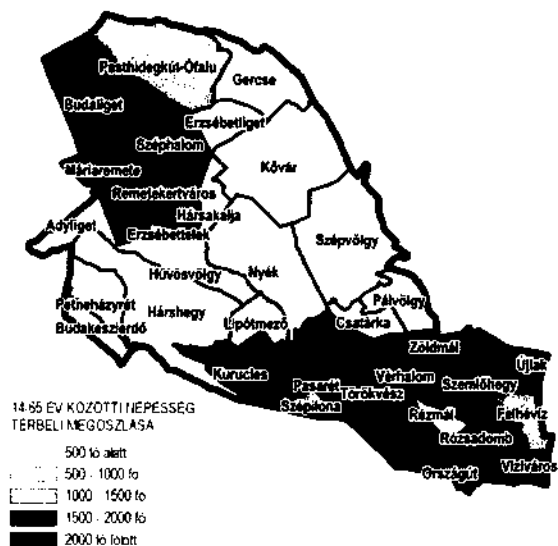 Pesthidegkút-Ófalu
Gercse
Budaliget
Erzsébetliget
Széphalom
Kővár
Máriaremete
Remetekertváros
Hársakalja
Adyliget
Erzsébettelek
Szépvölgy
Hűvösvölgy
Nyék
Petneházyrét
Hárshegy
Pálvölgy
Budakeszierdő
Lipótmező
Csatárka
Zöldmál
Újlak
Kurucles
Vérhalom
Szemlőhegy
Pasarét
Törökvész
Felhévíz
Szépilona
Rézmál
Rózsadomb
Országút
Víziváros
14-65 ÉV KÖZÖTTI NÉPESSÉG
TÉRBELI MEGOSZLÁSA
500 fő alatt
500 - 1000 fő
1000 - 1500 fő
1500 - 2000 fő
2000 fő fölött